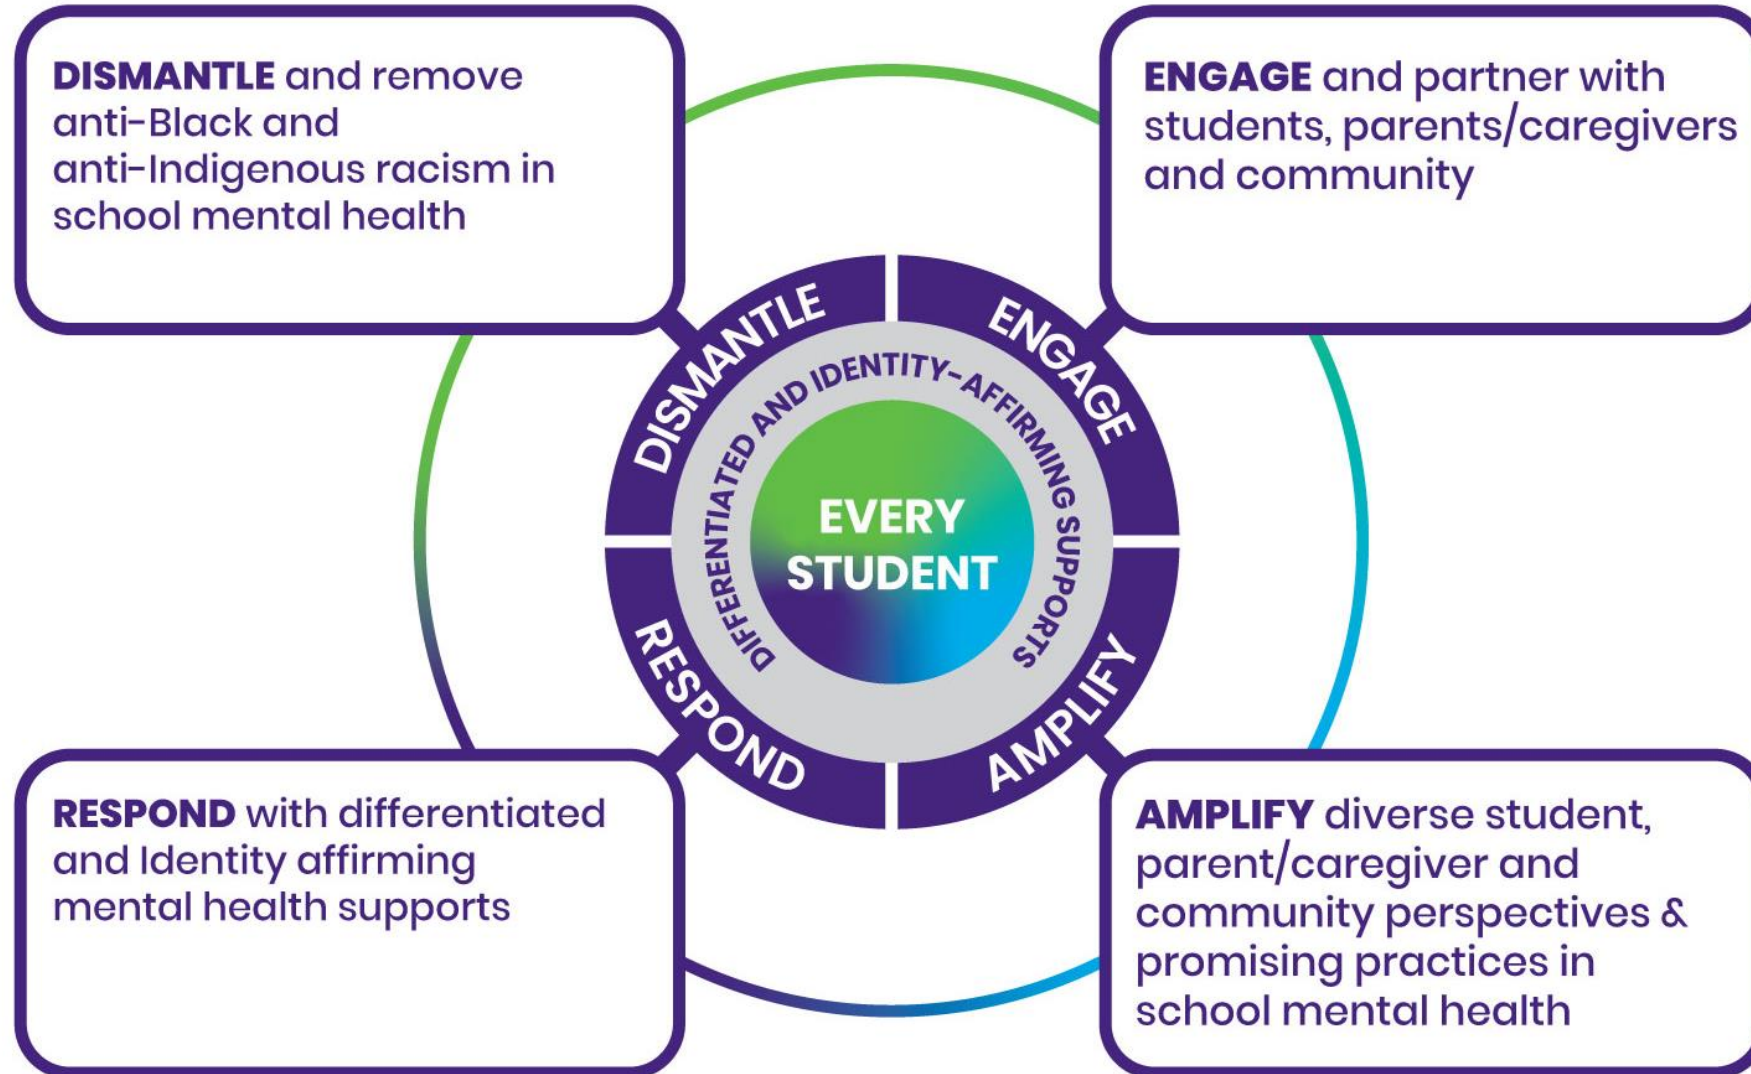 DISMANTLE and remove
anti-Black and
anti-Indigenous racism in
school mental health
ENGAGE and partner with
students, parents/caregivers
and community
DISMANTLE
ENGAGE
DIFFERENTIATED AND IDENTITY-AFFIRMING SUPPORTS
EVERY
STUDENT
RESPOND
AMPLIFY
RESPOND with differentiated
and Identity affirming
mental health supports
AMPLIFY diverse student,
parent/caregiver and
community perspectives &
promising practices in
school mental health